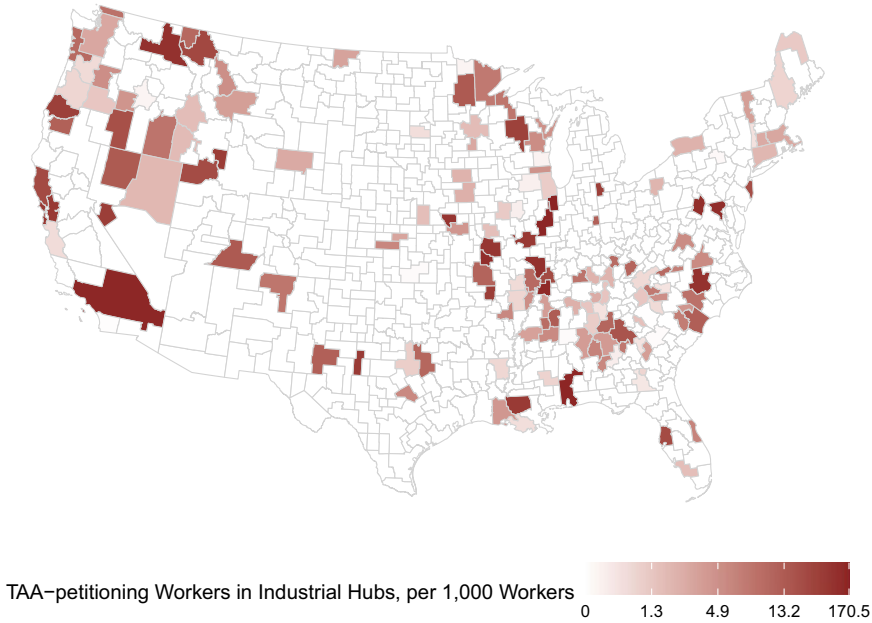 TAA−petitioning Workers in Industrial Hubs, per 1,000 Workers
0 1.3 4.9 13.2 170.5